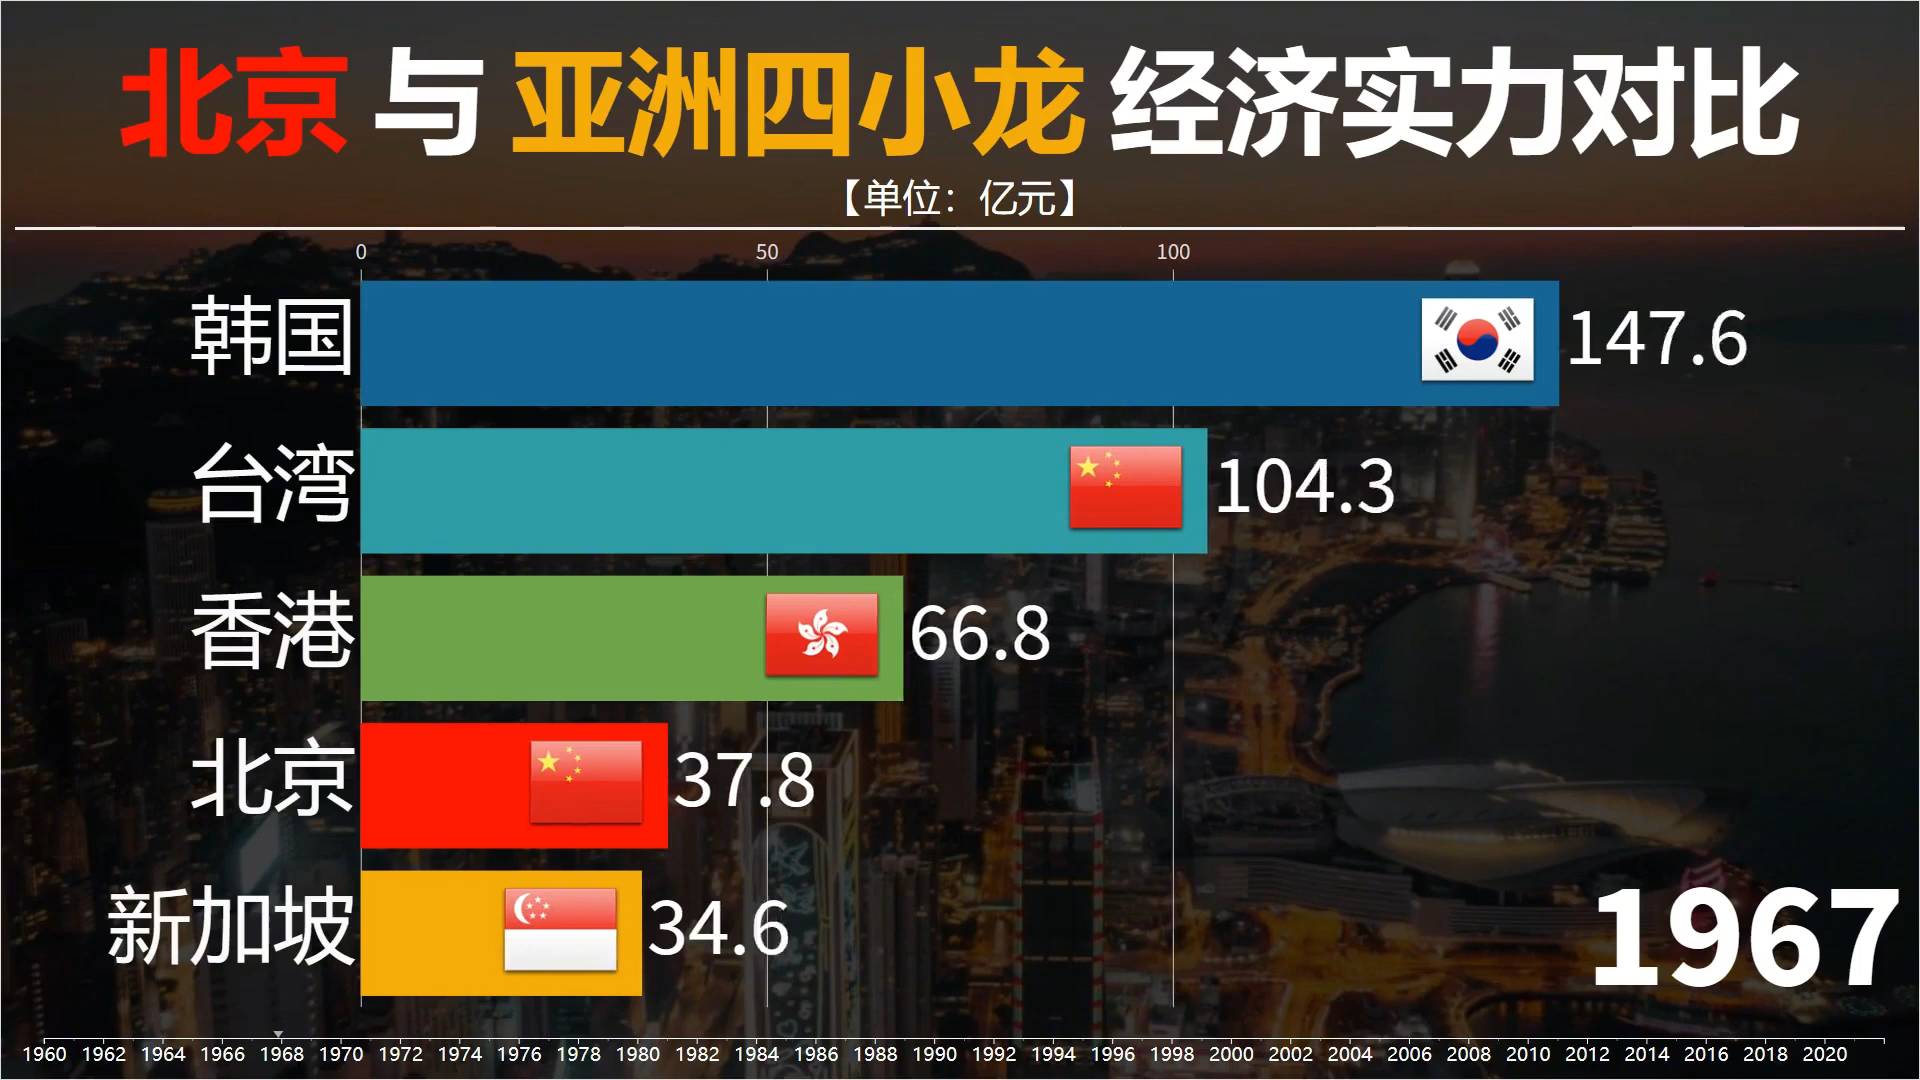 北京 与 亚洲四小龙 经济实力对比
【单位：亿元】
0 50 100
韩国 147.6
台湾 104.3
香港 66.8
北京 37.8
新加坡 34.6
1967
1960 1962 1964 1966 1968 1970 1972 1974 1976 1978 1980 1982 1984 1986 1988 1990 1992 1994 1996 1998 2000 2002 2004 2006 2008 2010 2012 2014 2016 2018 2020